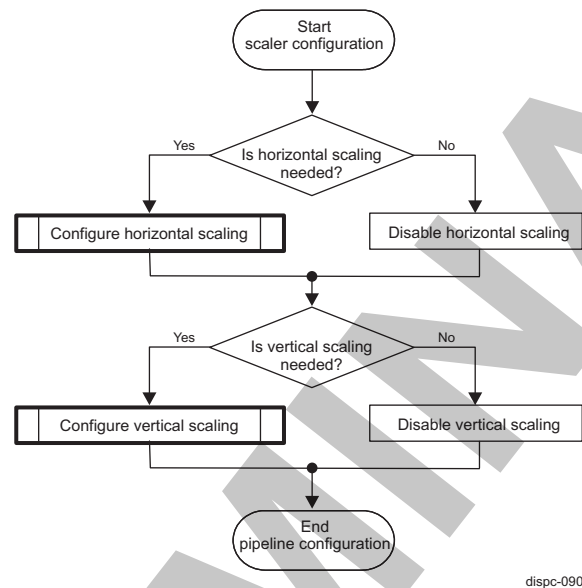 Start
scaler configuration
Is horizontal scaling
needed?
Yes
No
Configure horizontal scaling
Disable horizontal scaling
Is vertical scaling
needed?
Yes
No
Configure vertical scaling
Disable vertical scaling
End
pipeline configuration
dispc-090